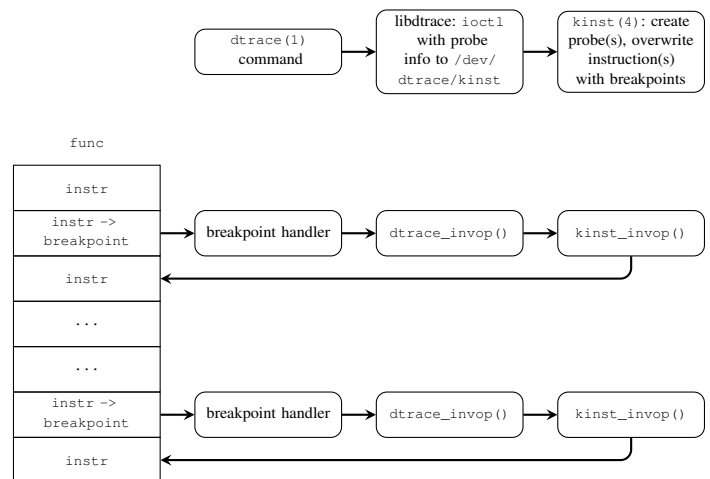 dtrace(1)
command
libdtrace: ioctl
with probe
info to /dev/
dtrace/kinst
kinst(4): create
probe(s), overwrite
instruction(s)
with breakpoints
func
instr
instr ->
breakpoint
breakpoint handler
dtrace_invop()
kinst_invop()
instr
...
...
instr ->
breakpoint
breakpoint handler
dtrace_invop()
kinst_invop()
instr